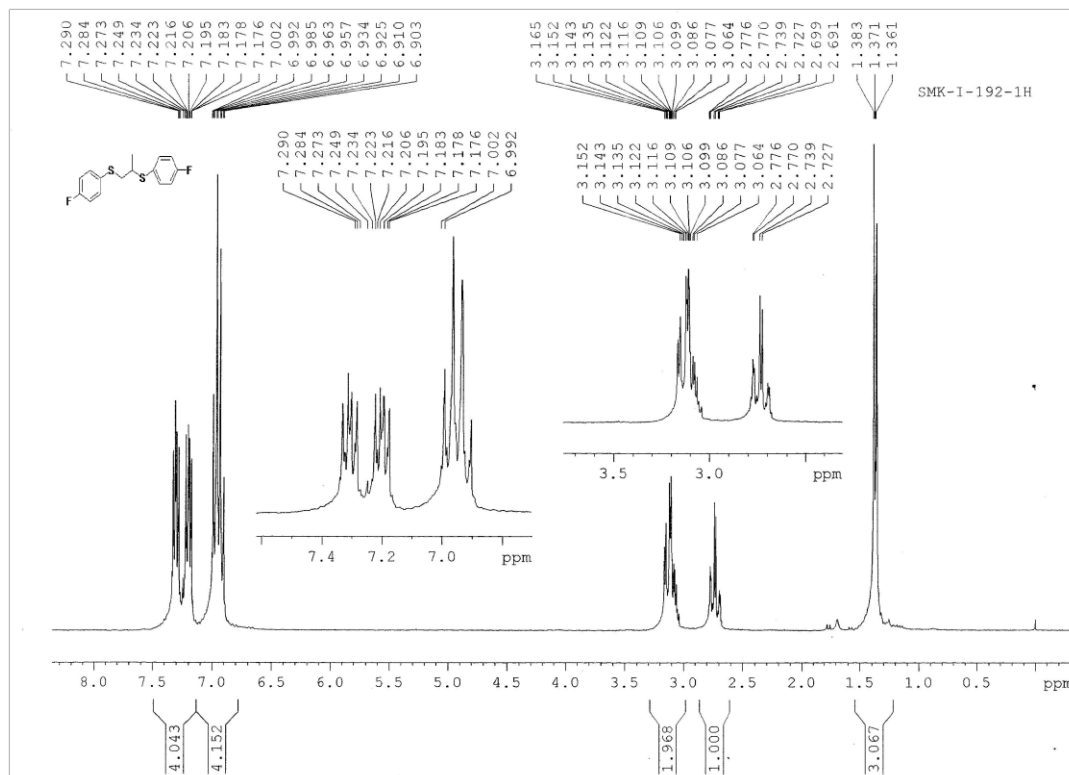 7.290 7.284 7.273 7.249 7.234 7.223 7.216 7.206 7.195 7.183 7.178 7.176 7.002 6.992 6.985 6.963 6.957 6.934 6.925 6.910 6.903
3.165 3.152 3.143 3.135 3.122 3.116 3.109 3.106 3.099 3.086 3.077 3.064 2.776 2.770 2.739 2.727 2.699 2.691
1.383 1.371 1.361
SMK-I-192-1H
S S F F
7.290 7.284 7.273 7.249 7.234 7.223 7.216 7.206 7.195 7.183 7.178 7.176 7.002 6.992
3.152 3.143 3.135 3.122 3.116 3.109 3.106 3.099 3.086 3.077 3.064 2.776 2.770 2.739 2.727
3.5 3.0 ppm
7.4 7.2 7.0 ppm
8.0 7.5 7.0 6.5 6.0 5.5 5.0 4.5 4.0 3.5 3.0 2.5 2.0 1.5 1.0 0.5 ppm
4.043 4.152 1.968 1.000 3.067